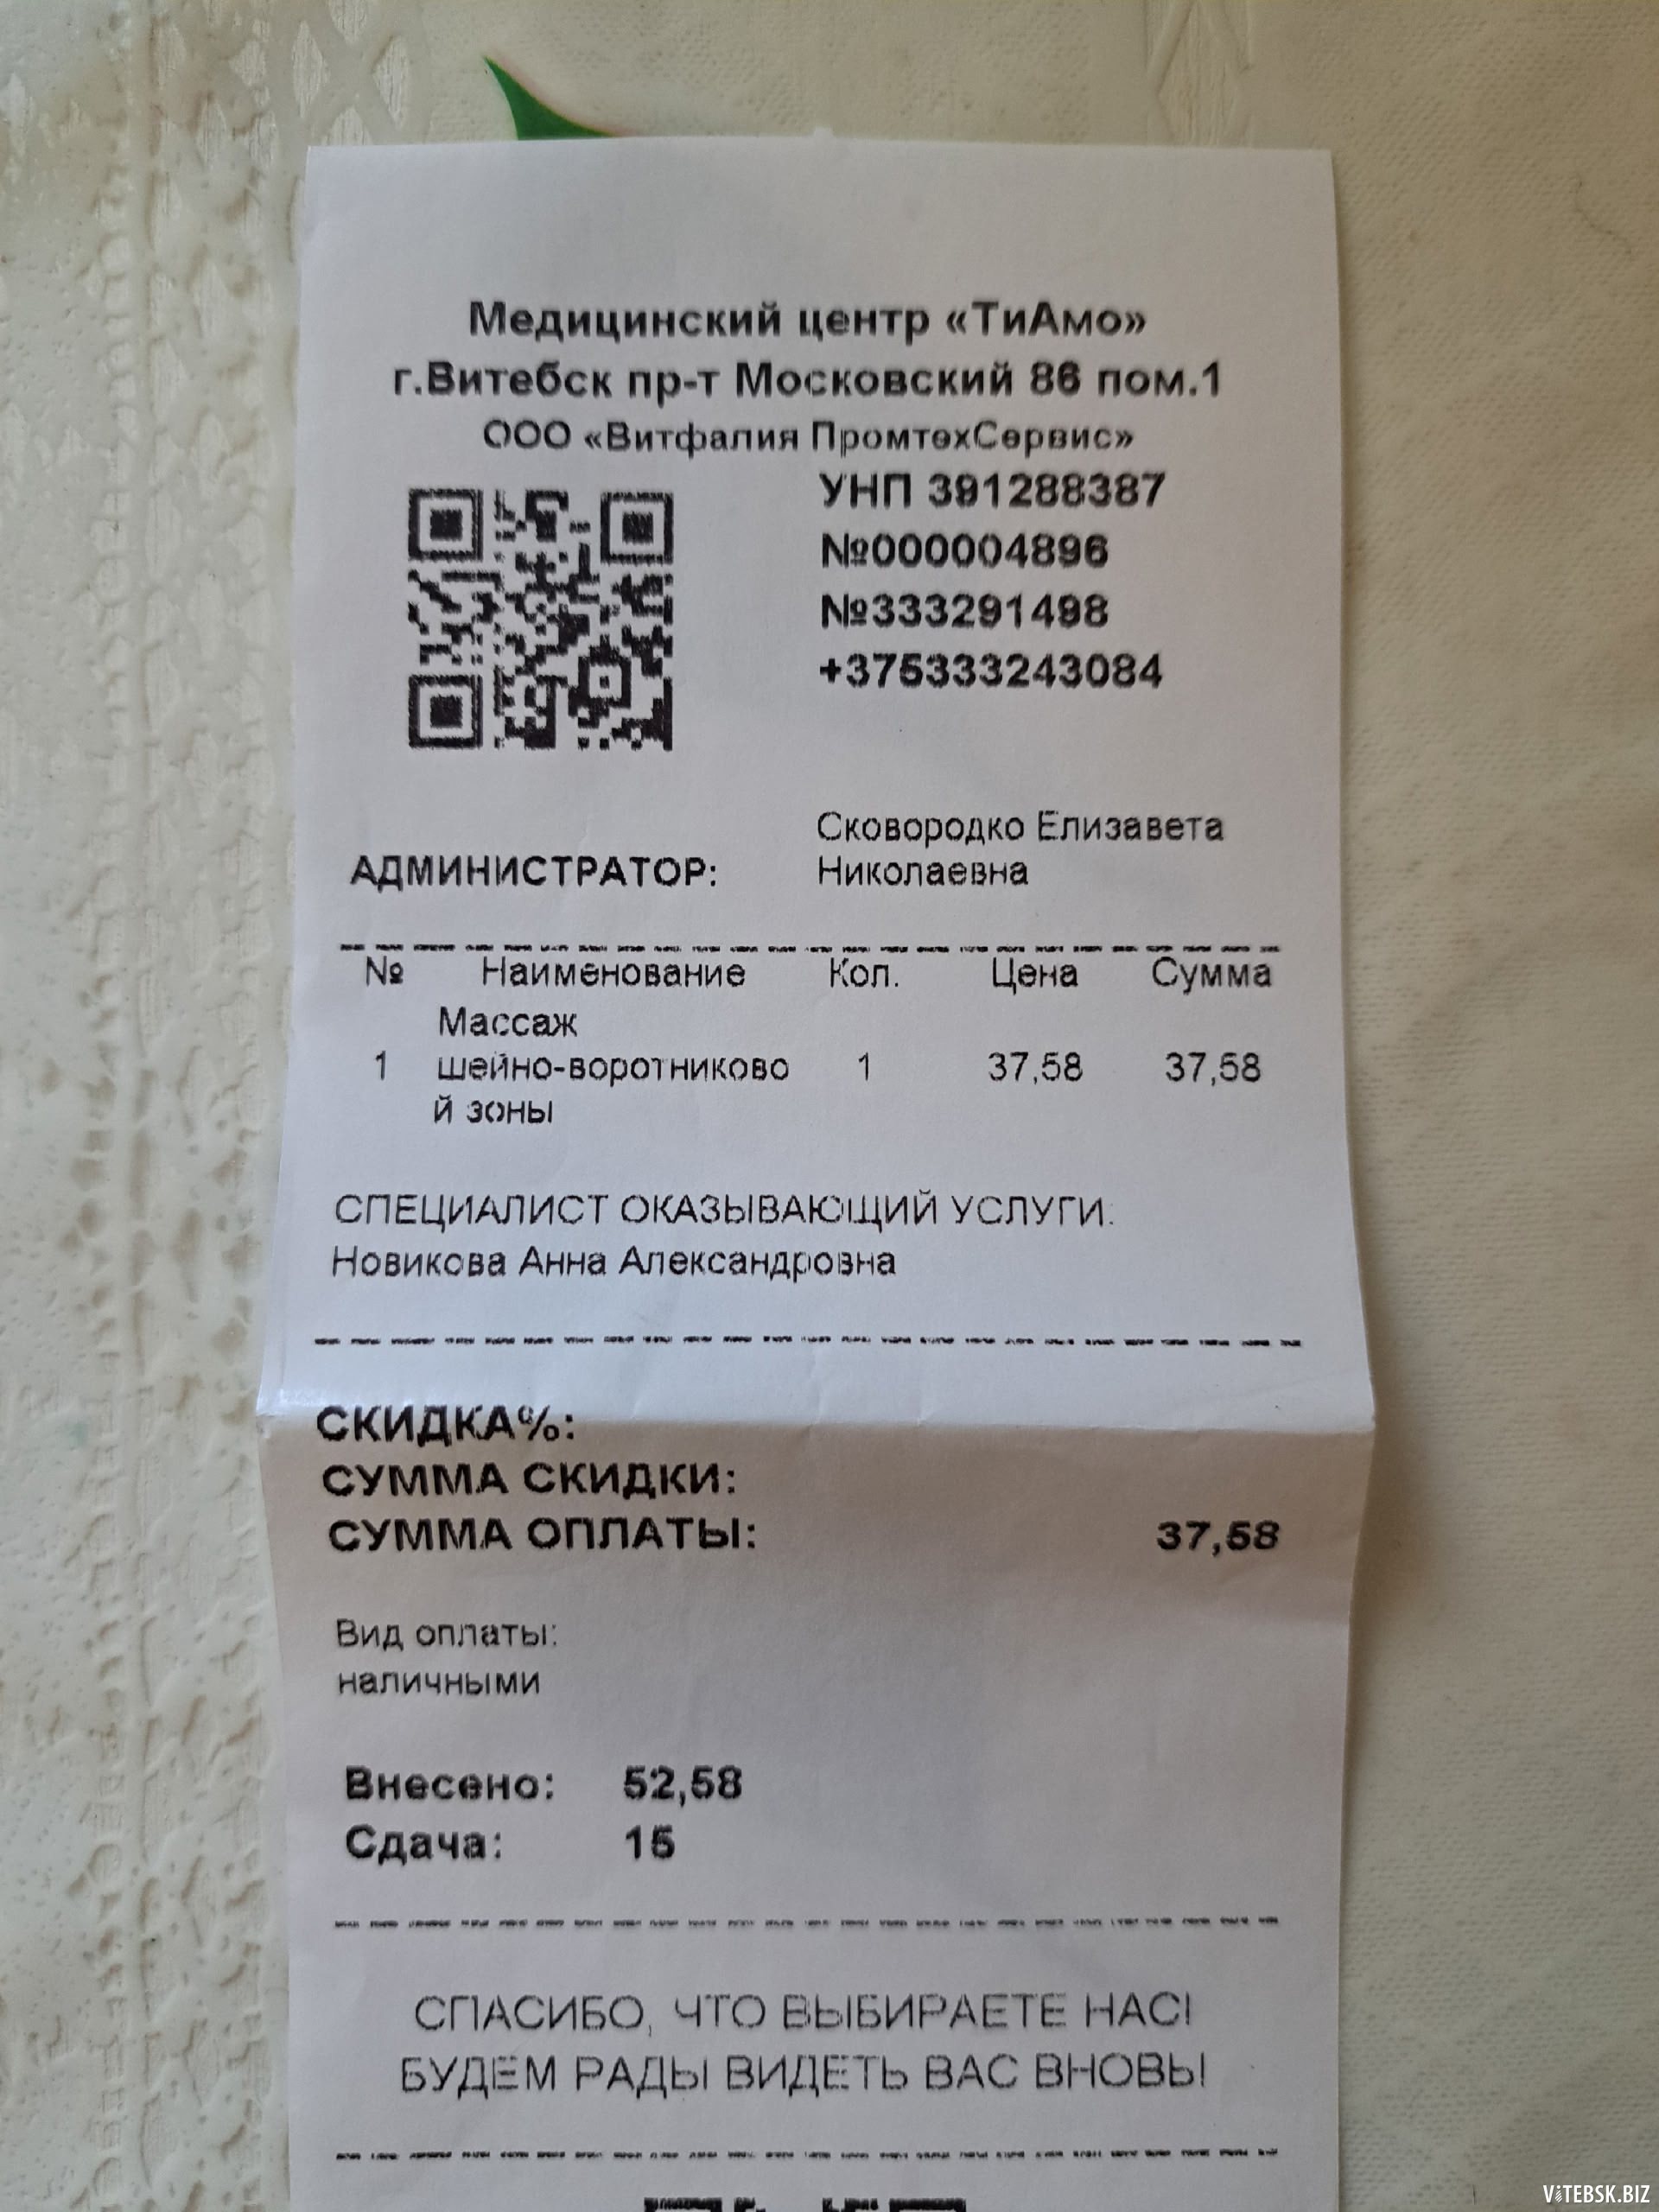 Медицинский центр «ТиАмо»
г.Витебск пр-т Московский 86 пом.1
ООО «Витфалия ПромтехСервис»
УНП 391288387
№000004896
№333291498
+375333243084
Сковородко Елизавета
АДМИНИСТРАТОР: Николаевна
№ Наименование Кол. Цена Сумма
Массаж
1 шейно-воротниково 1 37,58 37,58
й зоны
СПЕЦИАЛИСТ ОКАЗЫВАЮЩИЙ УСЛУГИ:
Новикова Анна Александровна
СКИДКА%:
СУММА СКИДКИ:
СУММА ОПЛАТЫ: 37,58
Вид оплаты:
наличными
Внесено: 52,58
Сдача: 15
СПАСИБО, ЧТО ВЫБИРАЕТЕ НАС!
БУДЕМ РАДЫ ВИДЕТЬ ВАС ВНОВЬ!
VITEBSK.BIZ